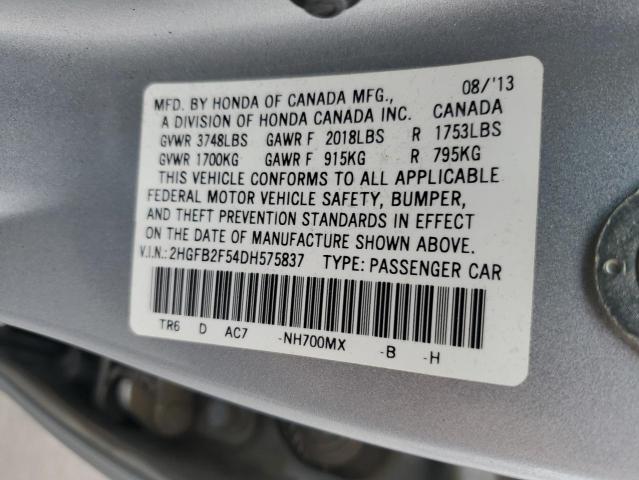 08/'13
MFD. BY HONDA OF CANADA MFG.,
A DIVISION OF HONDA CANADA INC. CANADA
GVWR 3748LBS GAWR F 2018LBS R 1753LBS
GVWR 1700KG GAWR F 915KG R 795KG
THIS VEHICLE CONFORMS TO ALL APPLICABLE
FEDERAL MOTOR VEHICLE SAFETY, BUMPER,
AND THEFT PREVENTION STANDARDS IN EFFECT
ON THE DATE OF MANUFACTURE SHOWN ABOVE.
V.I.N.: 2HGFB2F54DH575837 TYPE: PASSENGER CAR
TR6 D AC7 -NH700MX -B -H